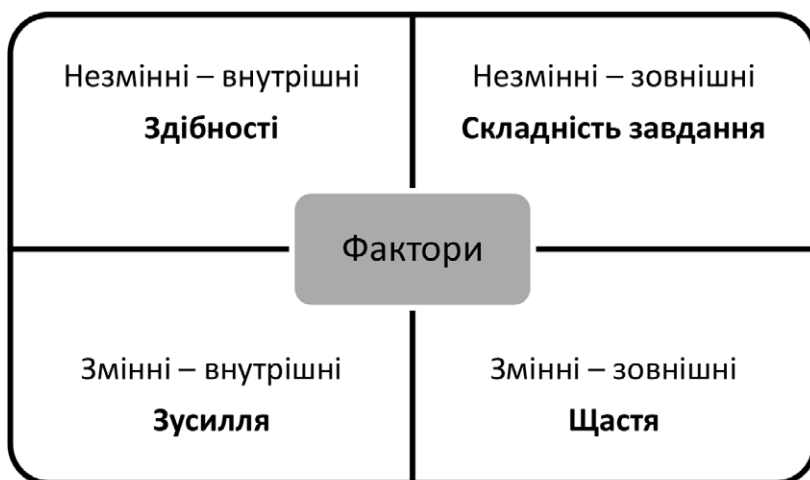 Незмінні – внутрішні
Здібності
Незмінні – зовнішні
Складність завдання
Фактори
Змінні – внутрішні
Зусилля
Змінні – зовнішні
Щастя